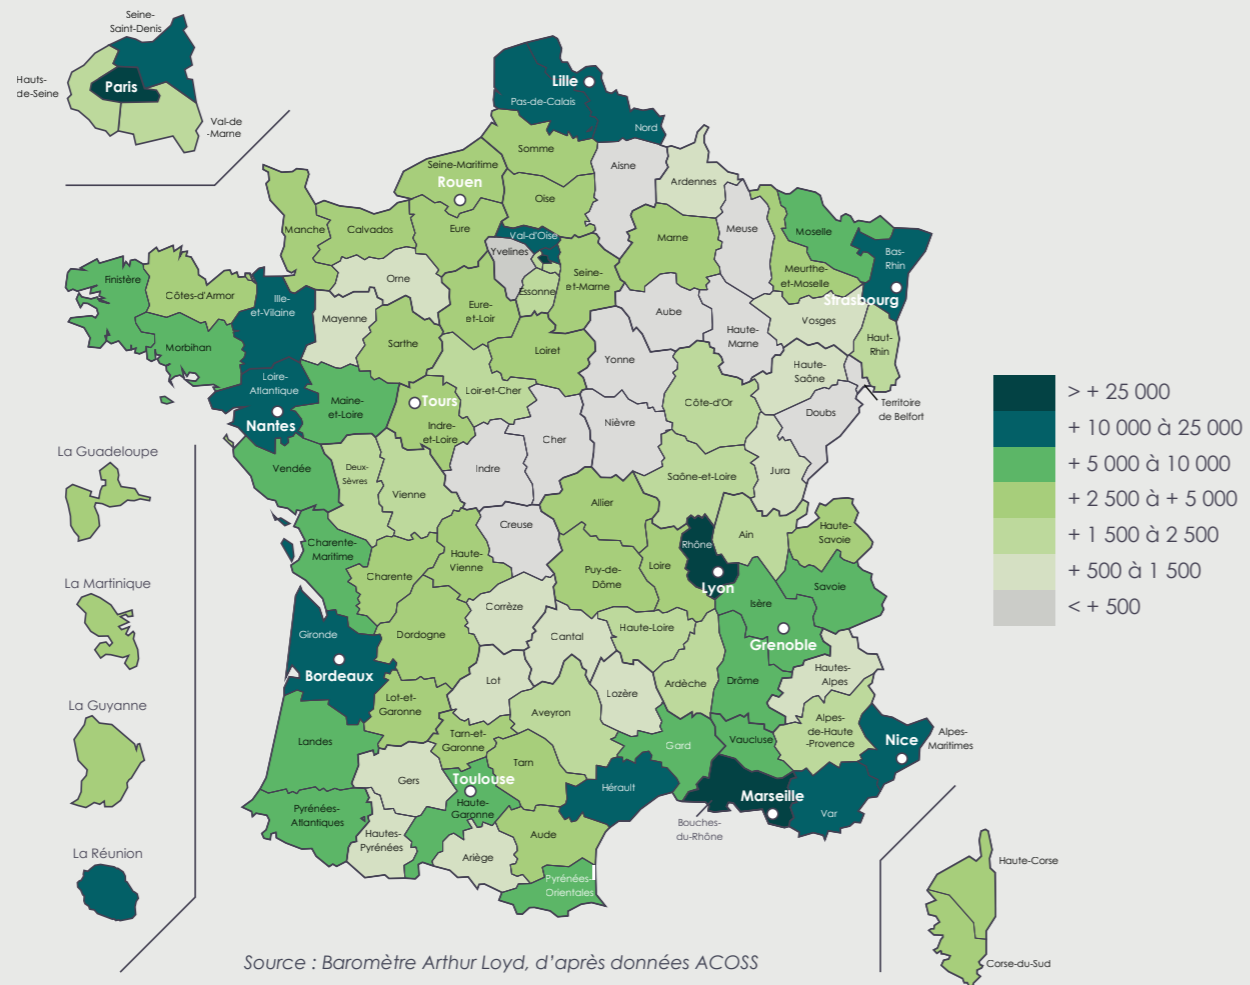 Seine-
Saint-Denis
Hauts-
de-Seine
Paris
Val-de
-Marne
Lille
Pas-de-Calais
Nord
Somme
Aisne
Ardennes
Seine-Maritime
Rouen
Oise
Manche
Calvados
Eure
Val-d'Oise
Yvelines
Essonne
Seine-
et-Marne
Marne
Meuse
Moselle
Meurthe-
et-Moselle
Bas-
Rhin
Strasbourg
Finistère
Côtes-d'Armor
Ille-
et-Vilaine
Morbihan
Orne
Mayenne
Sarthe
Eure-
et-Loir
Loiret
Aube
Haute-
Marne
Vosges
Haut-
Rhin
Yonne
Haute-
Saône
Territoire
de Belfort
Loire-
Atlantique
Nantes
Maine-
et-Loire
Tours
Indre-
et-Loire
Loir-et-Cher
Cher
Nièvre
Côte-d'Or
Doubs
Vendée
Deux-
Sèvres
Vienne
Indre
Saône-et-Loire
Jura
Allier
Creuse
Charente-
Maritime
Charente
Haute-
Vienne
Puy-de-
Dôme
Loire
Rhône
Lyon
Ain
Haute-
Savoie
Savoie
Isère
Grenoble
Gironde
Bordeaux
Dordogne
Corrèze
Cantal
Haute-Loire
Ardèche
Drôme
Hautes-
Alpes
Lot-et-
Garonne
Lot
Aveyron
Lozère
Landes
Tarn-et-
Garonne
Tarn
Gard
Vaucluse
Alpes-
de-Haute
-Provence
Nice
Alpes-
Maritimes
Gers
Toulouse
Haute-
Garonne
Hérault
Marseille
Bouches-
du-Rhône
Var
Pyrénées-
Atlantiques
Hautes-
Pyrénées
Ariège
Aude
Pyrénées-
Orientales
Haute-Corse
Corse-du-Sud
La Guadeloupe
La Martinique
La Guyanne
La Réunion
> + 25 000
+ 10 000 à 25 000
+ 5 000 à 10 000
+ 2 500 à + 5 000
+ 1 500 à 2 500
+ 500 à 1 500
< + 500
Source : Baromètre Arthur Loyd, d'après données ACOSS